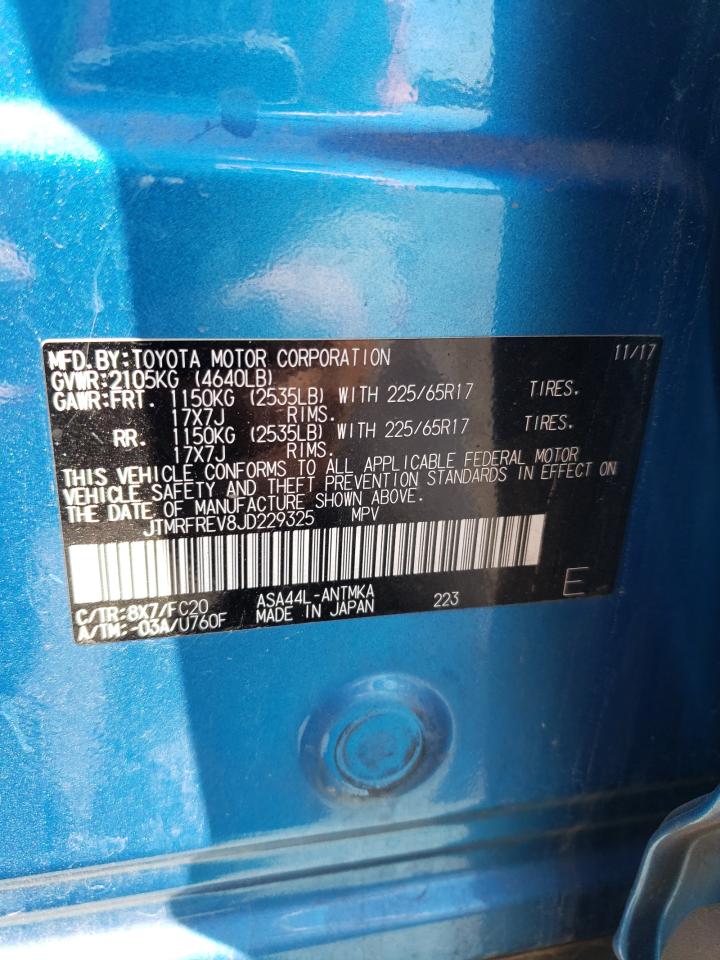 MFD.BY:TOYOTA MOTOR CORPORATION 11/17
GVWR:2105KG (4640LB)
GAWR:FRT. 1150KG (2535LB) WITH 225/65R17 TIRES.
17X7J RIMS.
RR. 1150KG (2535LB) WITH 225/65R17 TIRES.
17X7J RIMS.
THIS VEHICLE CONFORMS TO ALL APPLICABLE FEDERAL MOTOR
VEHICLE SAFETY AND THEFT PREVENTION STANDARDS IN EFFECT ON
THE DATE OF MANUFACTURE SHOWN ABOVE.
JTMRFREV8JD229325 MPV
C/TR:8X7/FC20 ASA44L-ANTMKA 223 E
A/TM:-03A/U760F MADE IN JAPAN